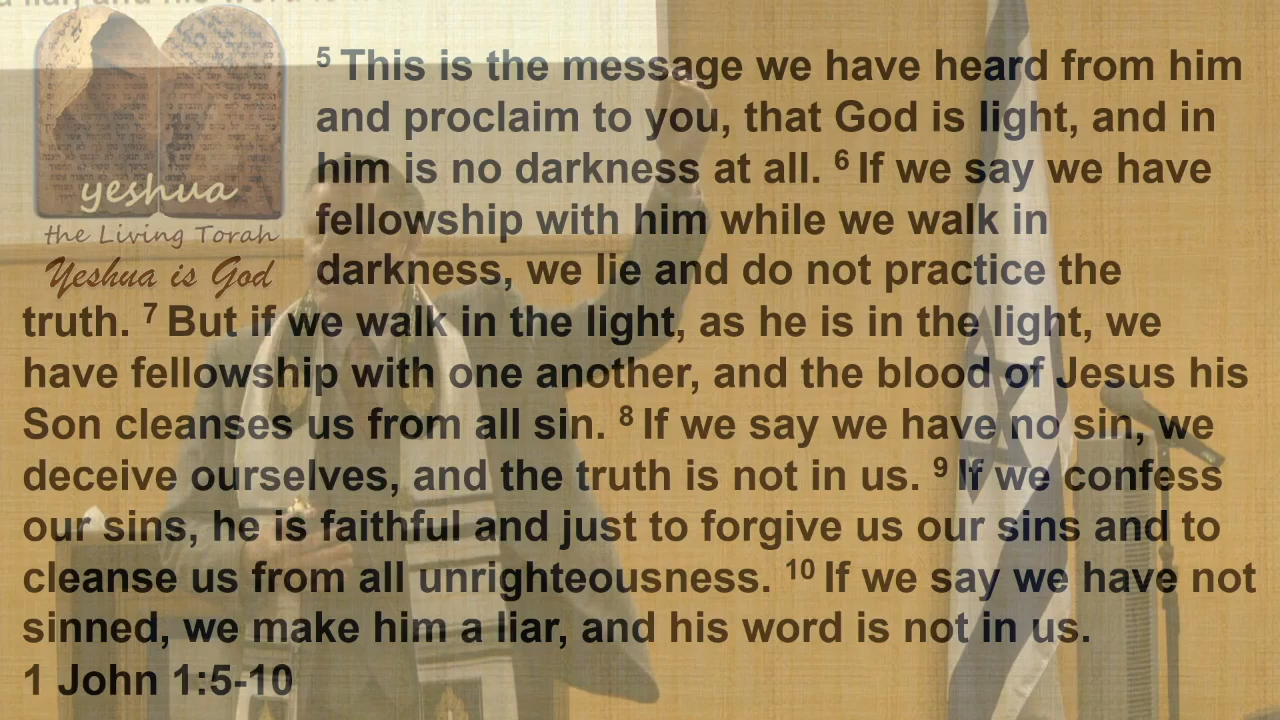 yeshua
the Living Torah
Yeshua is God
5 This is the message we have heard from him
and proclaim to you, that God is light, and in
him is no darkness at all. 6 If we say we have
fellowship with him while we walk in
darkness, we lie and do not practice the
truth. 7 But if we walk in the light, as he is in the light, we
have fellowship with one another, and the blood of Jesus his
Son cleanses us from all sin. 8 If we say we have no sin, we
deceive ourselves, and the truth is not in us. 9 If we confess
our sins, he is faithful and just to forgive us our sins and to
cleanse us from all unrighteousness. 10 If we say we have not
sinned, we make him a liar, and his word is not in us.
1 John 1:5-10